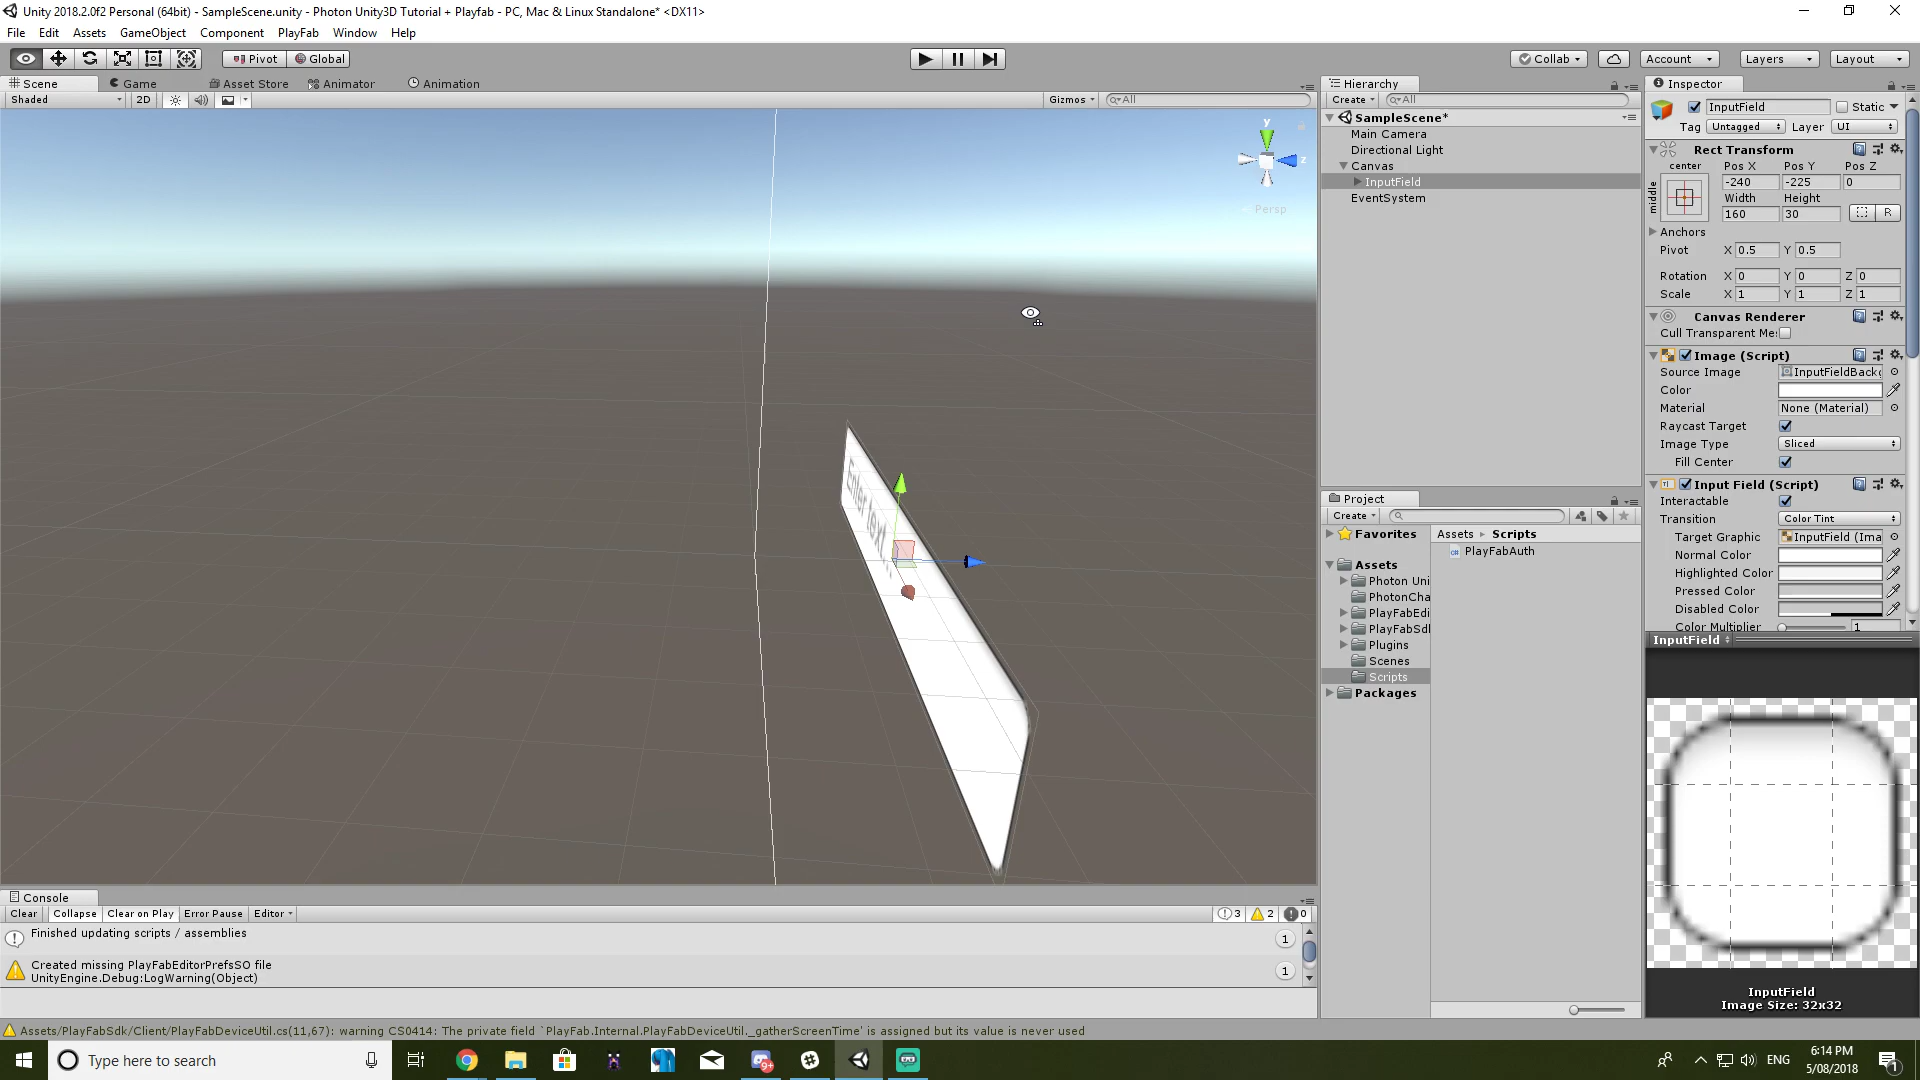 Unity 2018.2.0f2 Personal (64bit) - SampleScene.unity - Photon Unity3D Tutorial + Playfab - PC, Mac & Linux Standalone* <DX11>
File Edit Assets GameObject Component PlayFab Window Help
Pivot Global Collab Account Layers Layout
Scene Game Asset Store Animator Animation
Shaded 2D Gizmos All
y
z
Persp
Enter text...
Hierarchy
Create All
SampleScene*
Main Camera
Directional Light
Canvas
InputField
EventSystem
Project
Create
Favorites
Assets
Photon Uni
PhotonCha
PlayFabEdi
PlayFabSd
Plugins
Scenes
Scripts
Packages
Assets Scripts
PlayFabAuth
Inspector
InputField Static
Tag Untagged Layer UI
Rect Transform
center Pos X Pos Y Pos Z
middle -240 -225 0
Width Height
160 30 R
Anchors
Pivot X 0.5 Y 0.5
Rotation X 0 Y 0 Z 0
Scale X 1 Y 1 Z 1
Canvas Renderer
Cull Transparent Me:
Image (Script)
Source Image InputFieldBackg
Color
Material None (Material)
Raycast Target
Image Type Sliced
Fill Center
Input Field (Script)
Interactable
Transition Color Tint
Target Graphic InputField (Ima
Normal Color
Highlighted Color
Pressed Color
Disabled Color
Color Multiplier 1
InputField
InputField
Image Size: 32x32
Console
Clear Collapse Clear on Play Error Pause Editor 3 2 0
Finished updating scripts / assemblies 1
Created missing PlayFabEditorPrefsSO file
UnityEngine.Debug:LogWarning(Object) 1
Assets/PlayFabSdk/Client/PlayFabDeviceUtil.cs(11,67): warning CS0414: The private field `PlayFab.Internal.PlayFabDeviceUtil._gatherScreenTime' is assigned but its value is never used
Type here to search 9+ ENG 6:14 PM
5/08/2018 1